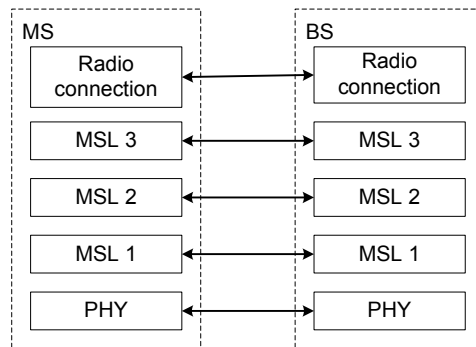 MS
Radio
connection
MSL 3
MSL 2
MSL 1
PHY
BS
Radio
connection
MSL 3
MSL 2
MSL 1
PHY